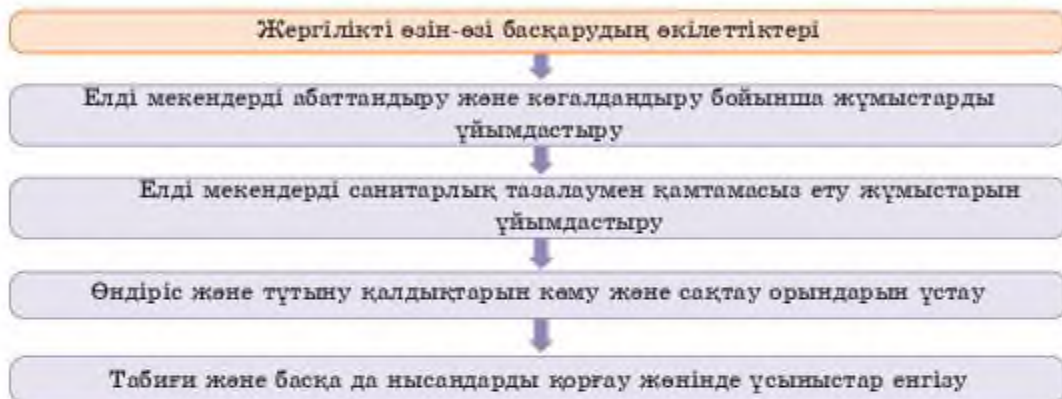 Жергілікті өзін-өзі басқарудың өкілеттіктері
Елді мекендерді абаттандыру және көгалдандыру бойынша жұмыстарды
ұйымдастыру
Елді мекендерді санитарлық тазалаумен қамтамасыз ету жұмыстарын
ұйымдастыру
Өндіріс және тұтыну қалдықтарын көму және сақтау орындарын ұстау
Табиғи және басқа да нысандарды қорғау жөнінде ұсыныстар енгізу